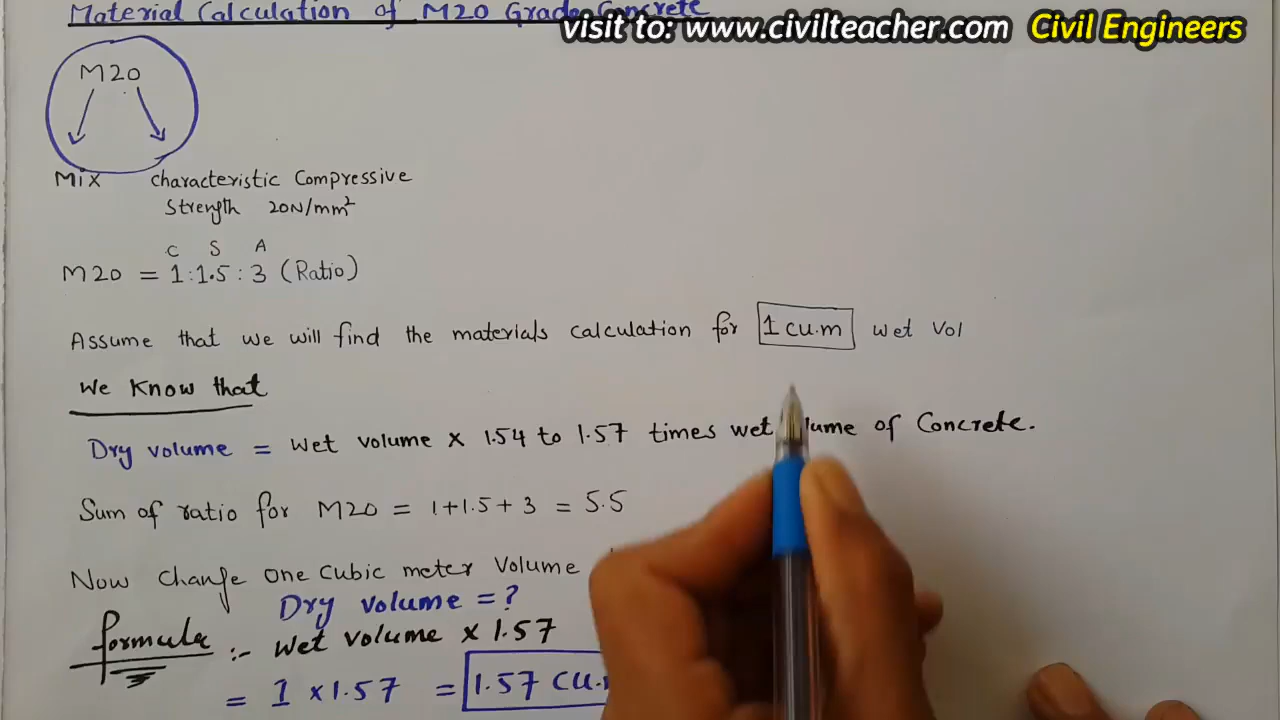 Material Calculation of M20 Grade Concrete
visit to: www.civilteacher.com Civil Engineers
M20
Mix characteristic Compressive
Strength 20N/mm²
C S A
M20 = 1:1.5:3 (Ratio)
Assume that we will find the materials calculation for 1 cu.m wet Vol
We Know that
Dry volume = wet volume x 1.54 to 1.57 times wet volume of Concrete.
Sum of ratio for M20 = 1+1.5+3 = 5.5
Now change one cubic meter Volume
Dry volume = ?
formula :- wet volume x 1.57
= 1 x 1.57 = 1.57 cu.